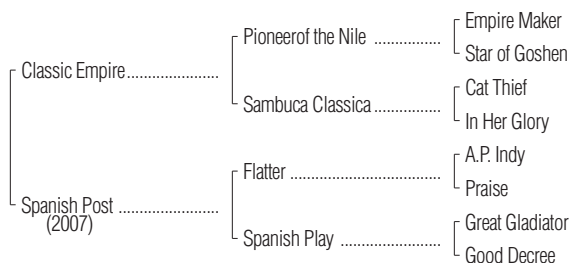 Empire Maker
Pioneerof the Nile ................
Star of Goshen
Classic Empire......................
Cat Thief
Sambuca Classica ................
In Her Glory
A.P. Indy
Flatter ....................................
Praise
Spanish Post ........................
(2007)
Great Gladiator
Spanish Play ........................
Good Decree